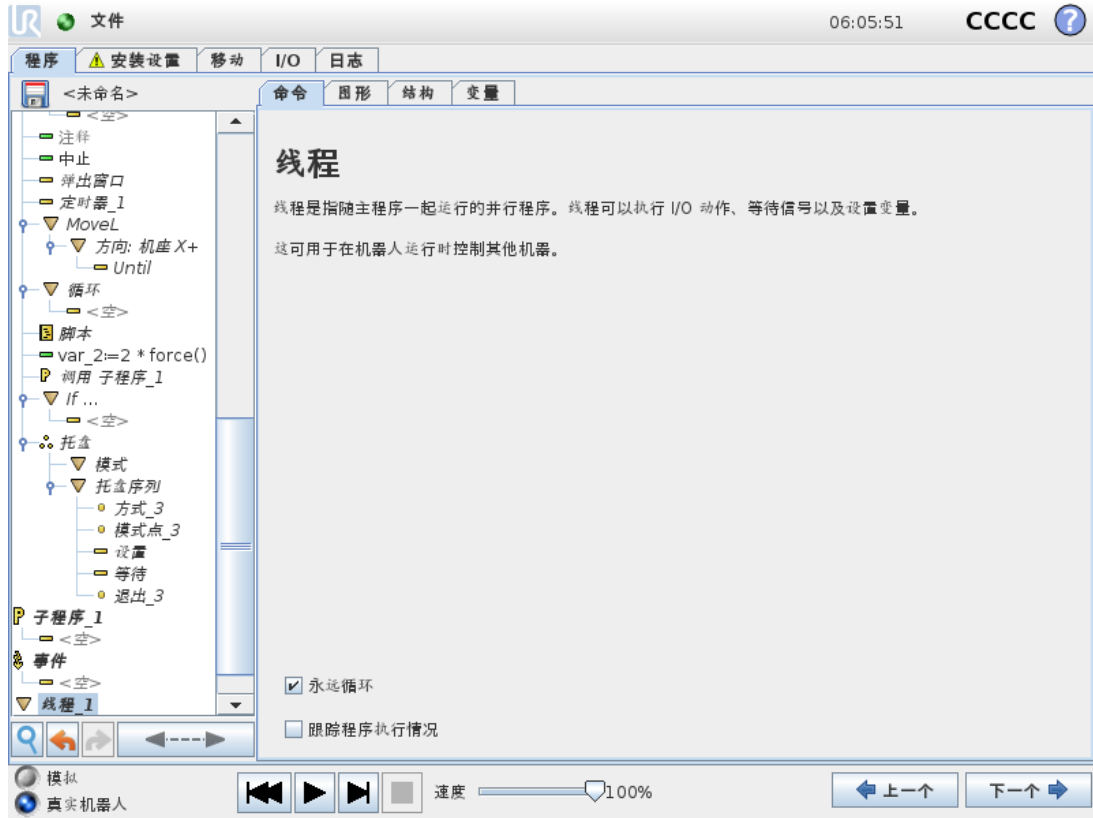 UR 文件 06:05:51 CCCC ?
程序 安装设置 移动 I/O 日志
<未命名>
命令 图形 结构 变量
<空>
注释
中止
弹出窗口
定时器_1
MoveL
方向: 机座 X+
Until
循环
<空>
脚本
var_2:=2 * force()
调用 子程序_1
If ...
<空>
托盘
模式
托盘序列
方式_3
模式点_3
设置
等待
退出_3
子程序_1
<空>
事件
<空>
线程_1
线程
线程是指随主程序一起运行的并行程序。线程可以执行 I/O 动作、等待信号以及设置变量。
这可用于在机器人运行时控制其他机器。
永远循环
跟踪程序执行情况
模拟
真实机器人
速度 100%
上一个 下一个